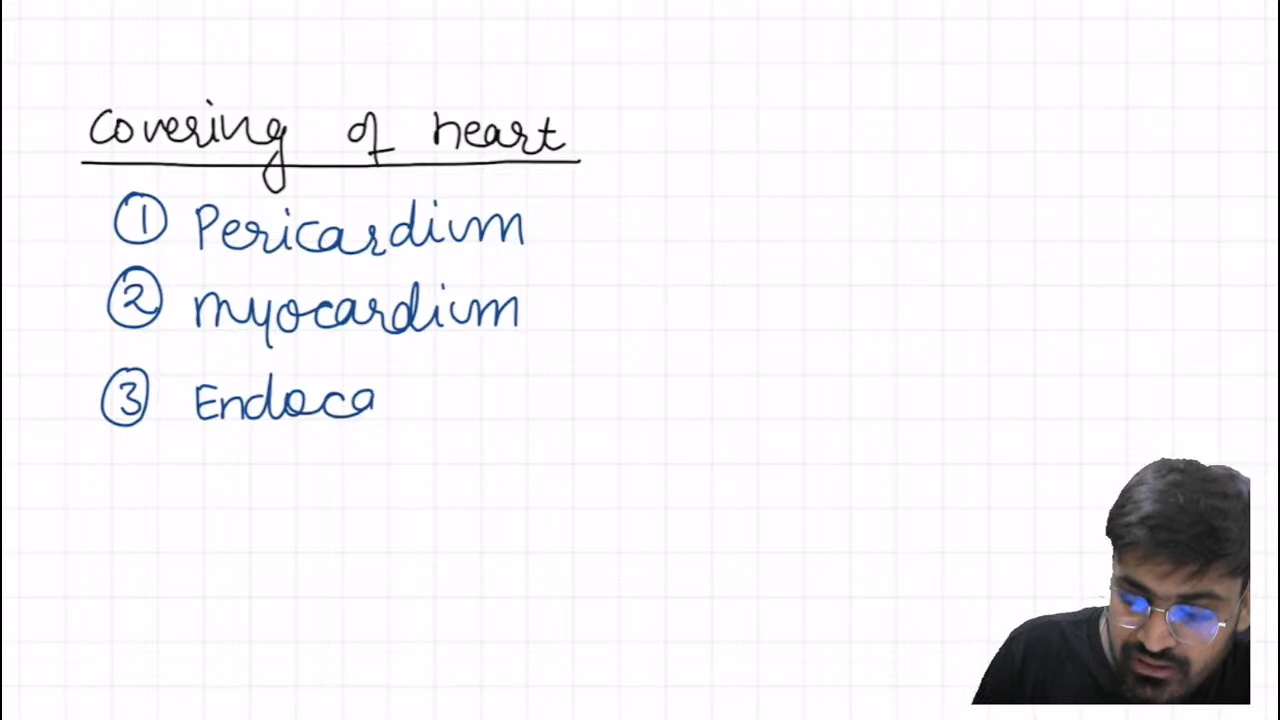 Covering of heart
① Pericardium
② Myocardium
③ Endoca